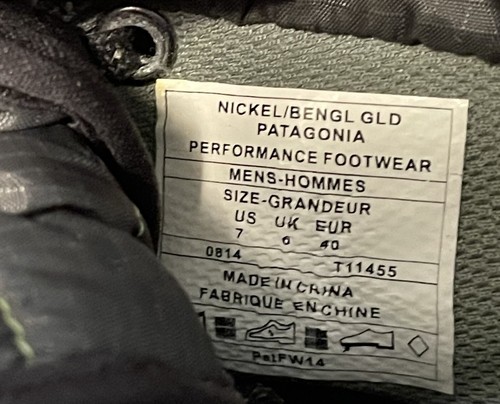 NICKEL/BENGL GLD
PATAGONIA
PERFORMANCE FOOTWEAR
MENS-HOMMES
SIZE-GRANDEUR
US UK EUR
7 6 40
0814 T11455
MADE IN CHINA
FABRIQUE EN CHINE
PatFW14